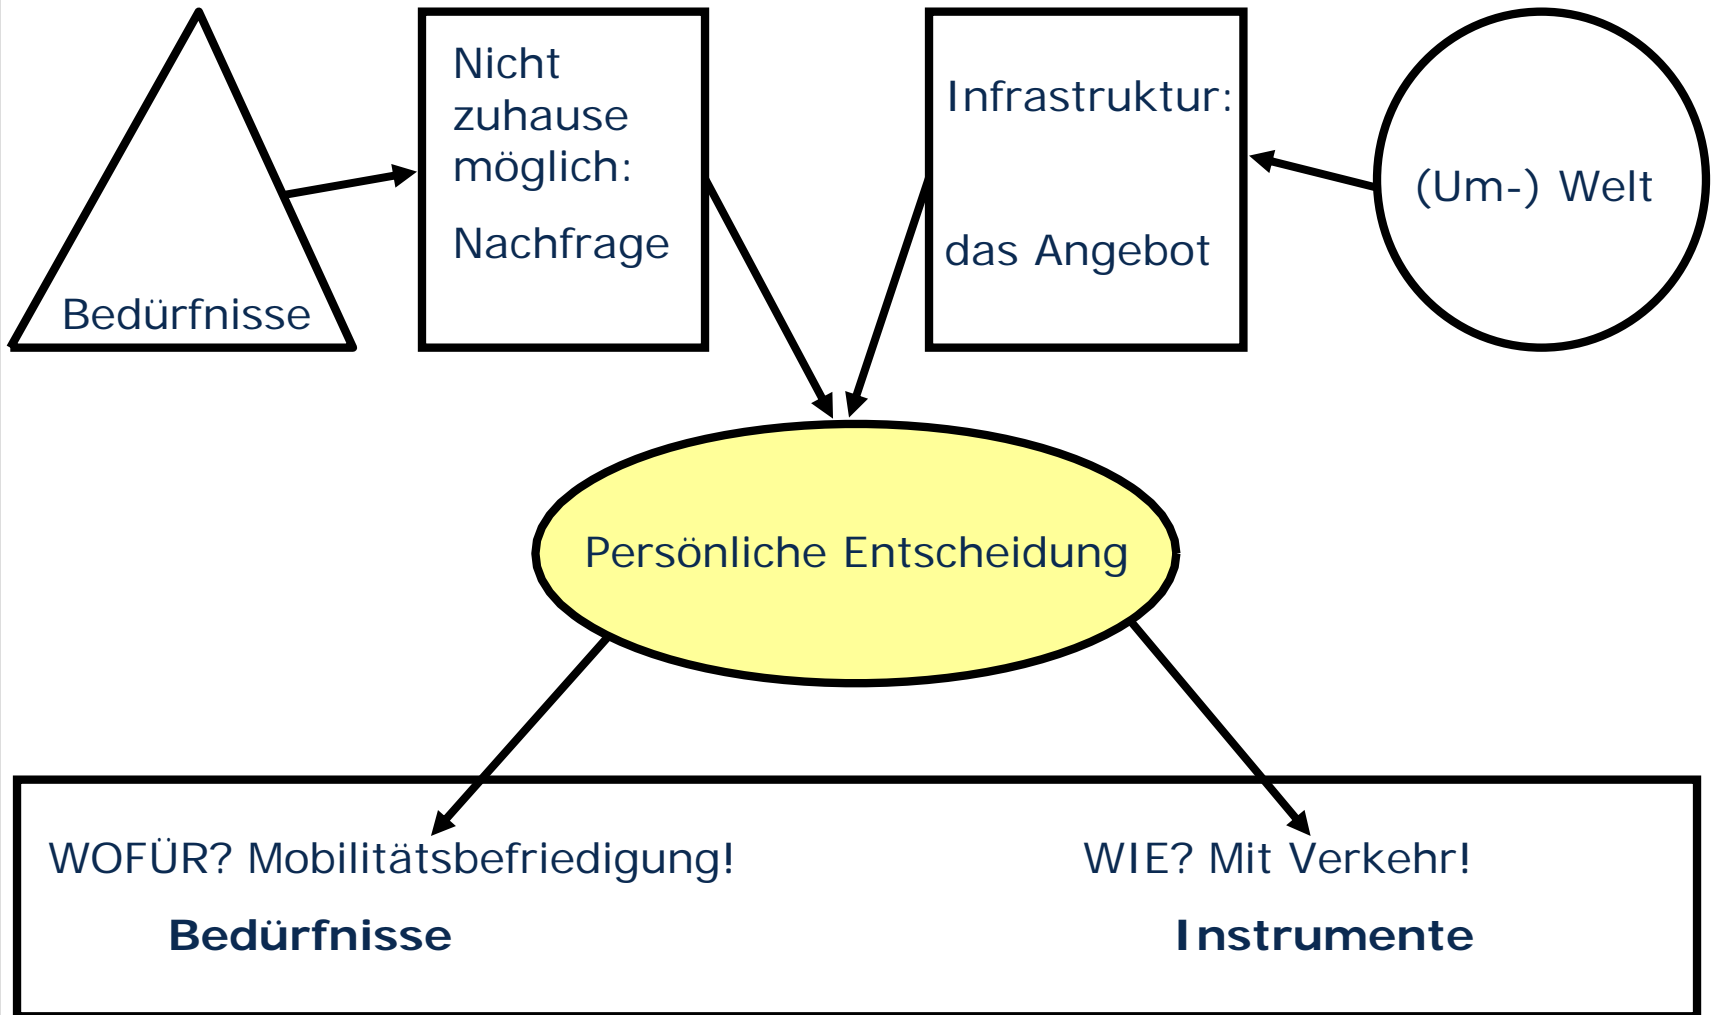 Bedürfnisse
Nicht
zuhause
möglich:
Nachfrage
Infrastruktur:
das Angebot
(Um-) Welt
Persönliche Entscheidung
WOFÜR? Mobilitätsbefriedigung!
Bedürfnisse
WIE? Mit Verkehr!
Instrumente